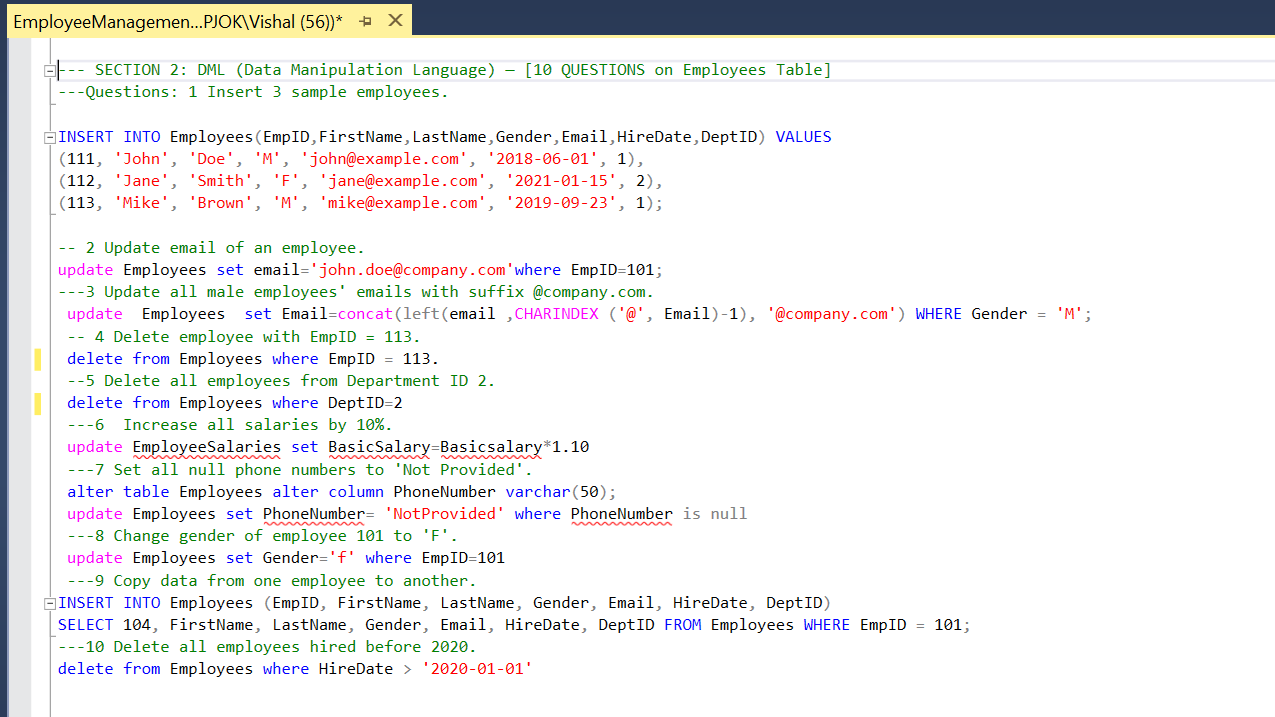 EmployeeManagemen...PJOK\Vishal (56))*
--- SECTION 2: DML (Data Manipulation Language) – [10 QUESTIONS on Employees Table]
---Questions: 1 Insert 3 sample employees.
INSERT INTO Employees(EmpID,FirstName,LastName,Gender,Email,HireDate,DeptID) VALUES
(111, 'John', 'Doe', 'M', 'john@example.com', '2018-06-01', 1),
(112, 'Jane', 'Smith', 'F', 'jane@example.com', '2021-01-15', 2),
(113, 'Mike', 'Brown', 'M', 'mike@example.com', '2019-09-23', 1);
-- 2 Update email of an employee.
update Employees set email='john.doe@company.com'where EmpID=101;
---3 Update all male employees' emails with suffix @company.com.
update  Employees  set Email=concat(left(email ,CHARINDEX ('@', Email)-1), '@company.com') WHERE Gender = 'M';
-- 4 Delete employee with EmpID = 113.
delete from Employees where EmpID = 113.
--5 Delete all employees from Department ID 2.
delete from Employees where DeptID=2
---6  Increase all salaries by 10%.
update EmployeeSalaries set BasicSalary=Basicsalary*1.10
---7 Set all null phone numbers to 'Not Provided'.
alter table Employees alter column PhoneNumber varchar(50);
update Employees set PhoneNumber= 'NotProvided' where PhoneNumber is null
---8 Change gender of employee 101 to 'F'.
update Employees set Gender='f' where EmpID=101
---9 Copy data from one employee to another.
INSERT INTO Employees (EmpID, FirstName, LastName, Gender, Email, HireDate, DeptID)
SELECT 104, FirstName, LastName, Gender, Email, HireDate, DeptID FROM Employees WHERE EmpID = 101;
---10 Delete all employees hired before 2020.
delete from Employees where HireDate > '2020-01-01'